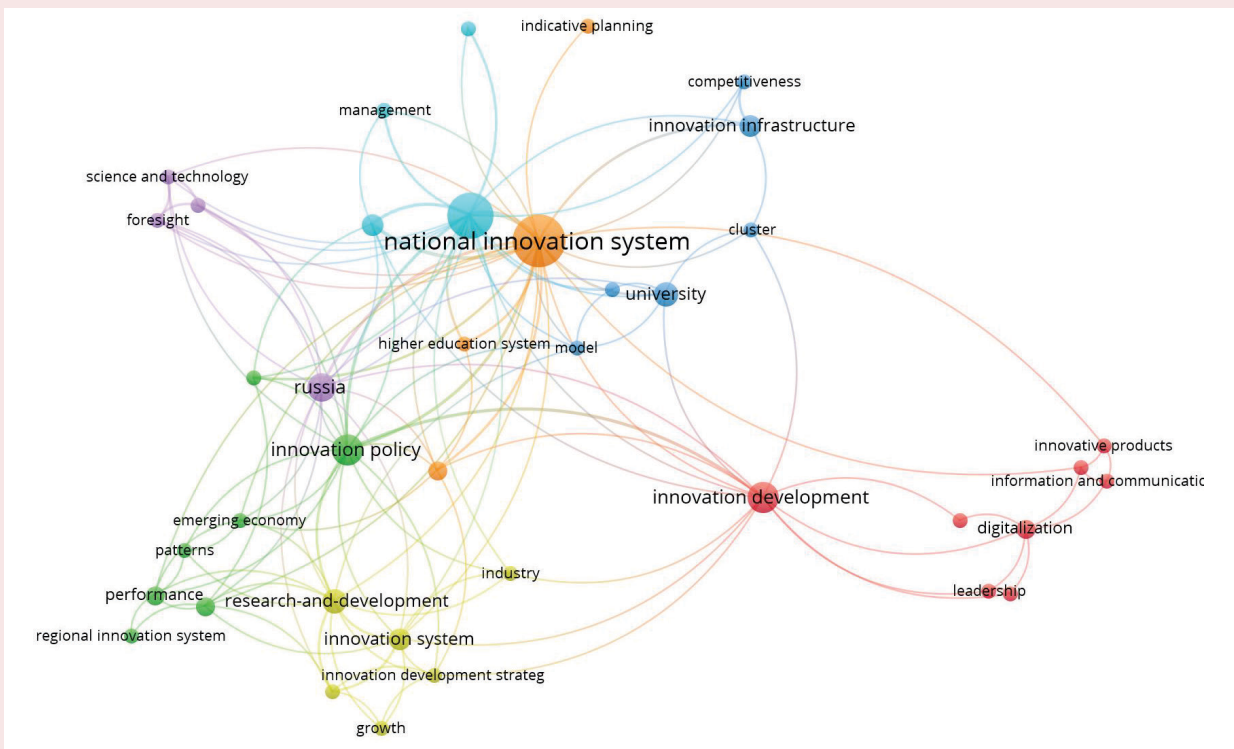 indicative planning
competitiveness
management
innovation infrastructure
science and technology
foresight
cluster
national innovation system
university
higher education system
model
russia
innovation policy
innovative products
information and communicatic
innovation development
emerging economy
digitalization
patterns
industry
leadership
performance
research-and-development
regional innovation system
innovation system
innovation development strateg
growth